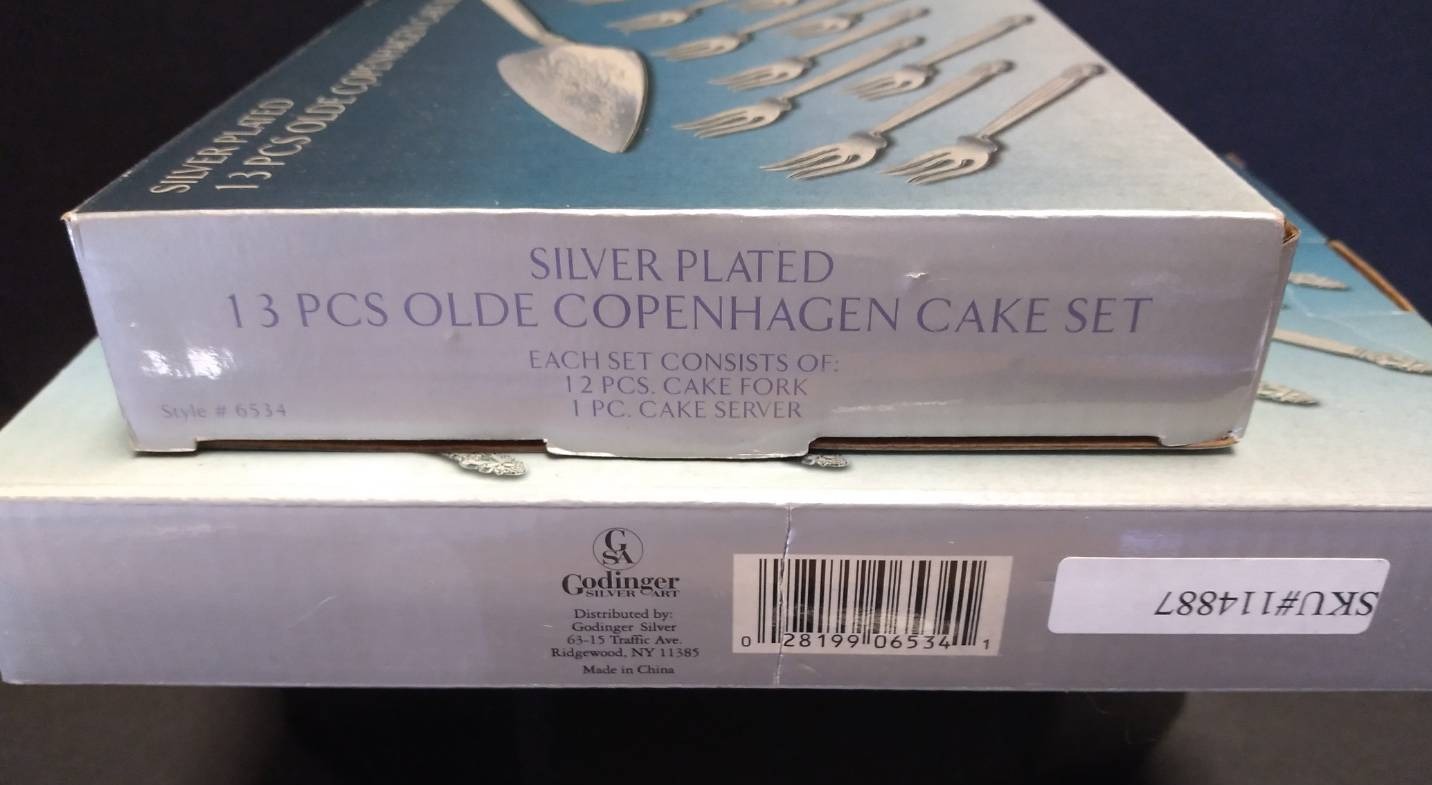 SILVER PLATED
13 PCS OLDE COPENHAGEN
SILVER PLATED
13 PCS OLDE COPENHAGEN CAKE SET
EACH SET CONSISTS OF:
12 PCS. CAKE FORK
1 PC. CAKE SERVER
Style # 6534
GSA
Godinger
SILVER ART
Distributed by:
Godinger Silver
63-15 Traffic Ave.
Ridgewood, NY 11385
Made in China
0 28199 06534 1
SKU#114887